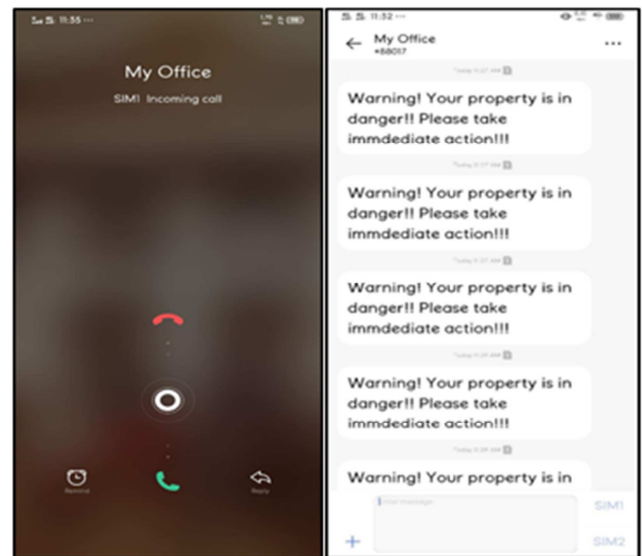 11:35
My Office
SIM1 Incoming call
Remind
Reply
11:32
My Office
+88017
Warning! Your property is in
danger!! Please take
immdediate action!!!
Warning! Your property is in
danger!! Please take
immdediate action!!!
Warning! Your property is in
danger!! Please take
immdediate action!!!
Warning! Your property is in
danger!! Please take
immdediate action!!!
Warning! Your property is in
SIM1
SIM2